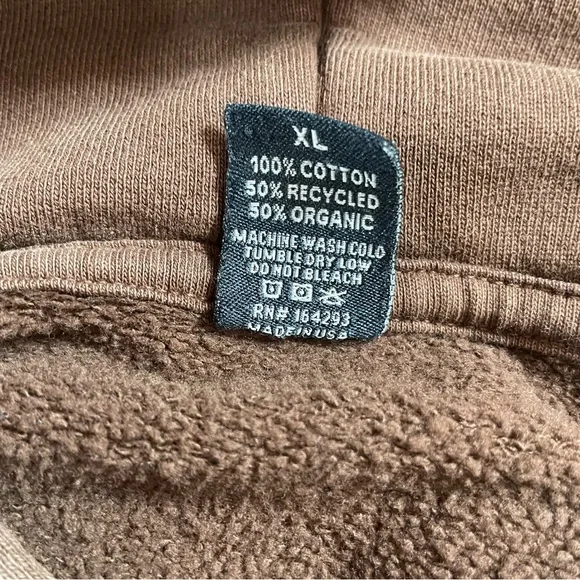 XL
100% COTTON
50% RECYCLED
50% ORGANIC
MACHINE WASH COLD
TUMBLE DRY LOW
DO NOT BLEACH
RN# 164293
MADE IN USA